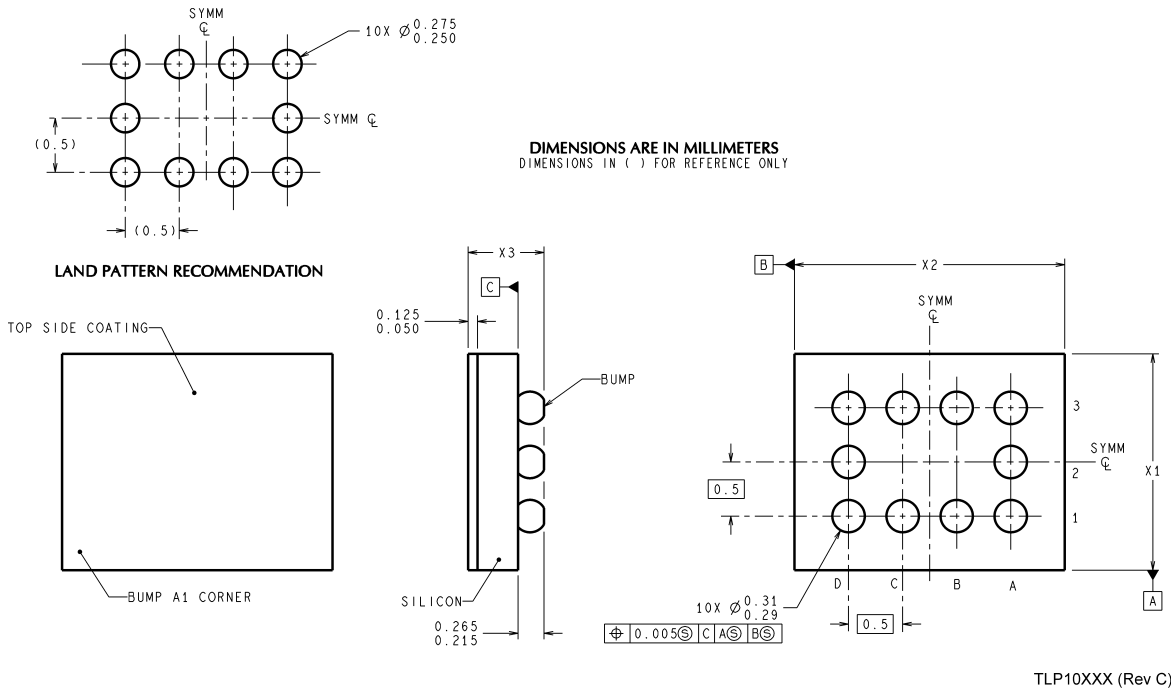 SYMM
℄
10X Ø 0.275
0.250
SYMM ℄
(0.5)
(0.5)
LAND PATTERN RECOMMENDATION
DIMENSIONS ARE IN MILLIMETERS
DIMENSIONS IN ( ) FOR REFERENCE ONLY
TOP SIDE COATING
BUMP A1 CORNER
X3
C
0.125
0.050
BUMP
SILICON
0.265
0.215
B
X2
SYMM
℄
3
SYMM
℄
2
X1
0.5
1
D C B A
10X Ø 0.31
0.29
⌖ 0.005Ⓢ C AⓈ BⓈ
0.5
A
TLP10XXX (Rev C)